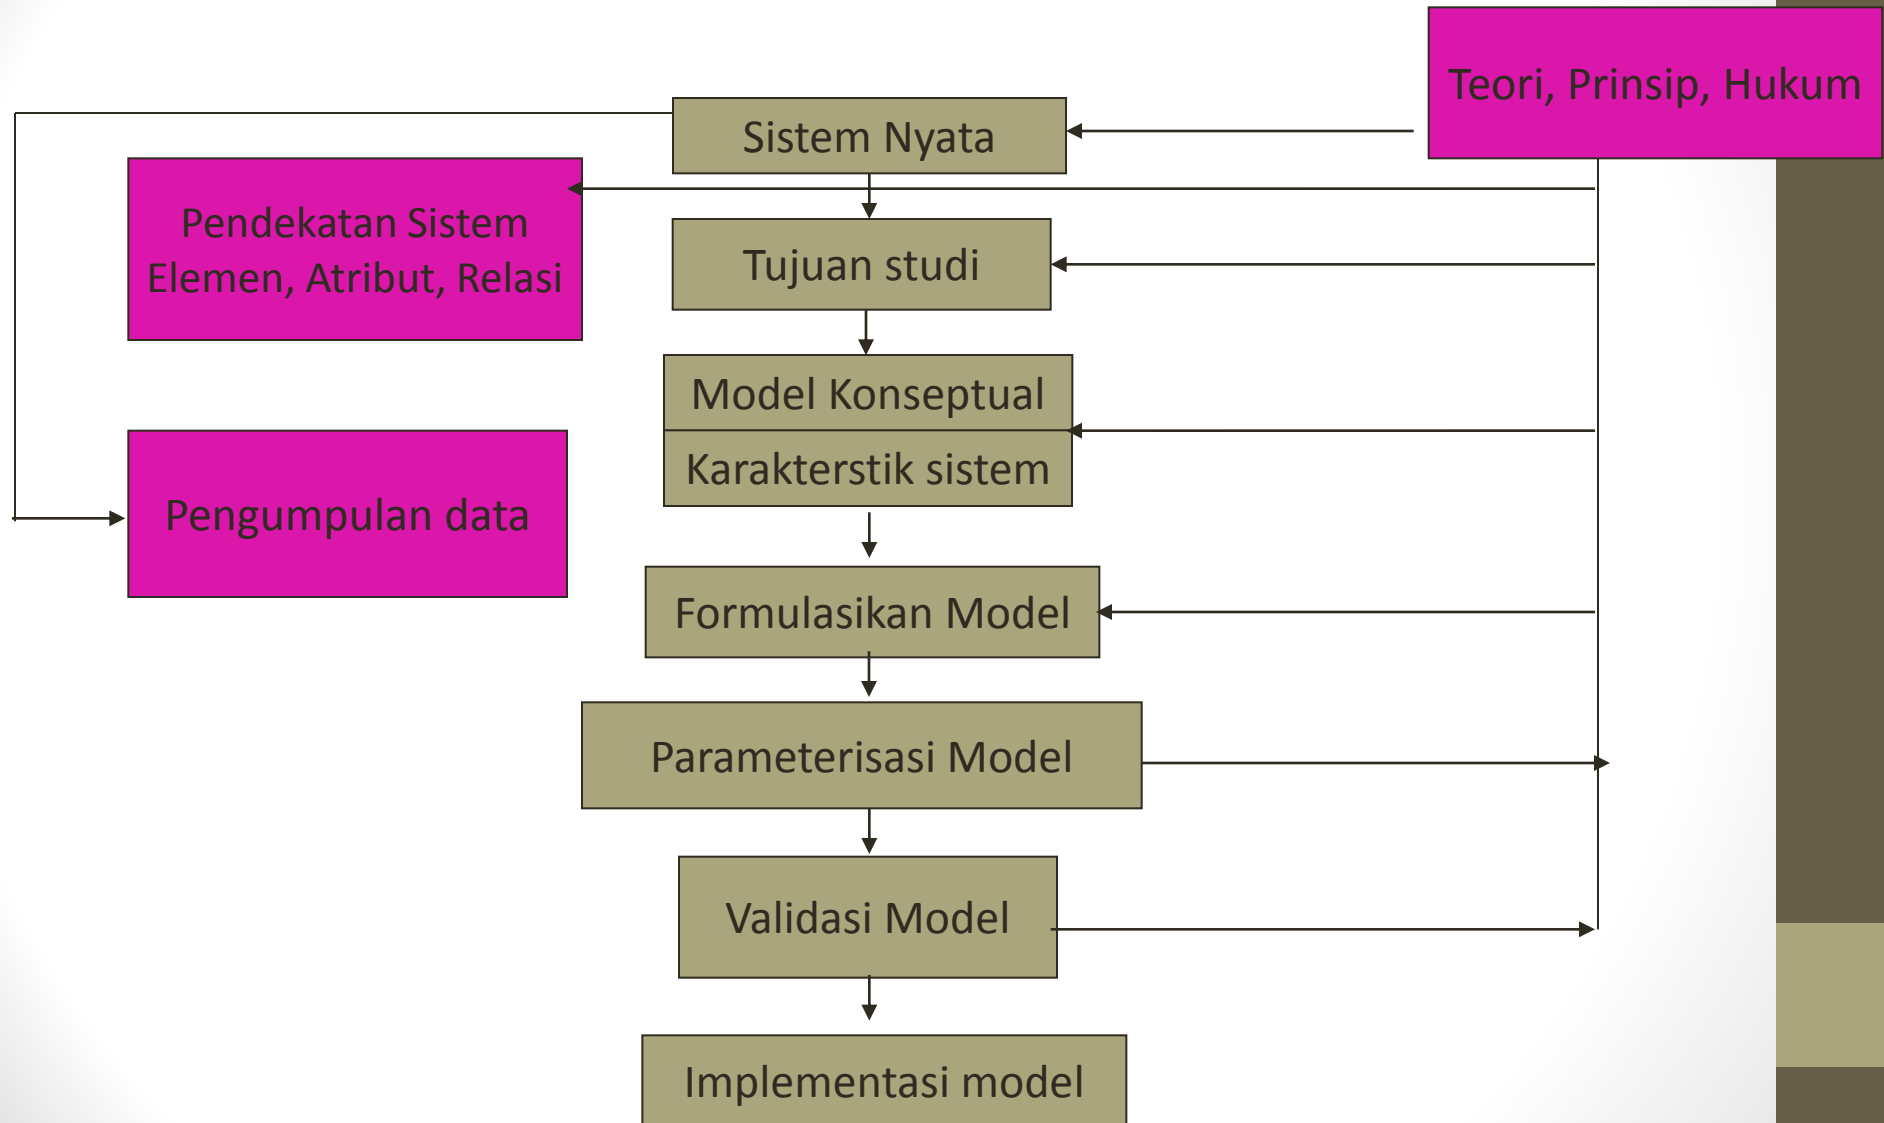 Teori, Prinsip, Hukum
Sistem Nyata
Pendekatan Sistem
Elemen, Atribut, Relasi
Tujuan studi
Model Konseptual
Karakterstik sistem
Pengumpulan data
Formulasikan Model
Parameterisasi Model
Validasi Model
Implementasi model